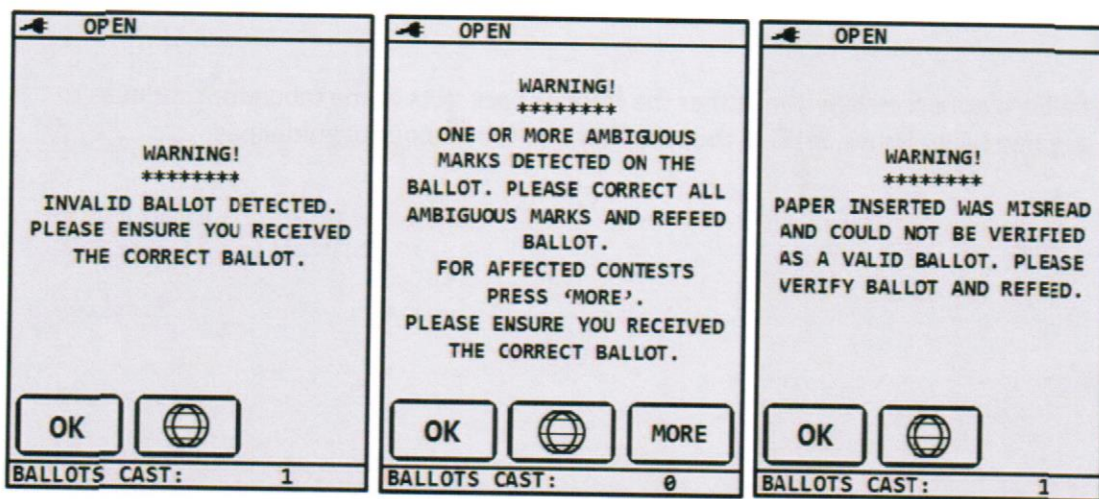 OPEN
WARNING!
********
INVALID BALLOT DETECTED.
PLEASE ENSURE YOU RECEIVED
THE CORRECT BALLOT.
OK
BALLOTS CAST: 1
OPEN
WARNING!
********
ONE OR MORE AMBIGUOUS
MARKS DETECTED ON THE
BALLOT. PLEASE CORRECT ALL
AMBIGUOUS MARKS AND REFEED
BALLOT.
FOR AFFECTED CONTESTS
PRESS ‘MORE’.
PLEASE ENSURE YOU RECEIVED
THE CORRECT BALLOT.
OK MORE
BALLOTS CAST: 0
OPEN
WARNING!
********
PAPER INSERTED WAS MISREAD
AND COULD NOT BE VERIFIED
AS A VALID BALLOT. PLEASE
VERIFY BALLOT AND REFEED.
OK
BALLOTS CAST: 1